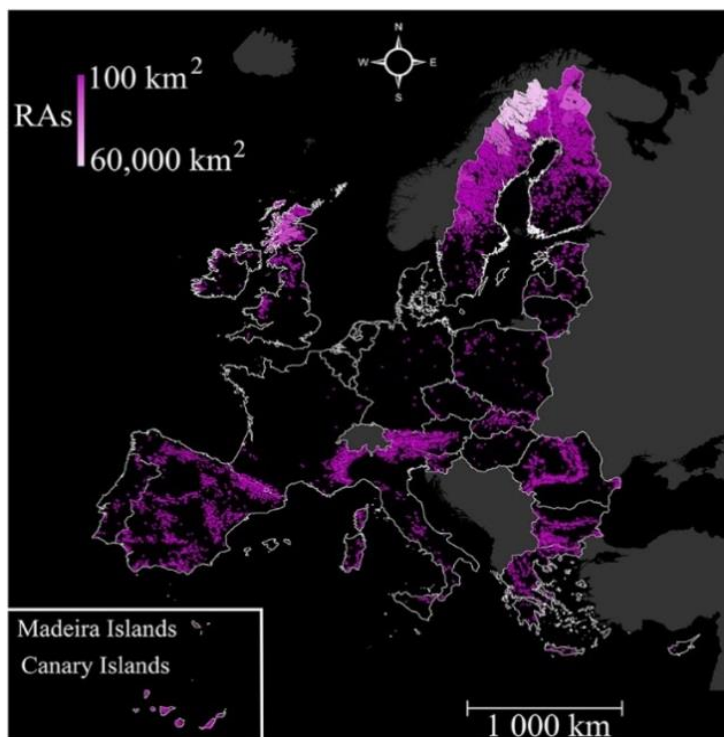 N
W E
S
100 km²
RAs
60,000 km²
Madeira Islands
Canary Islands
1 000 km